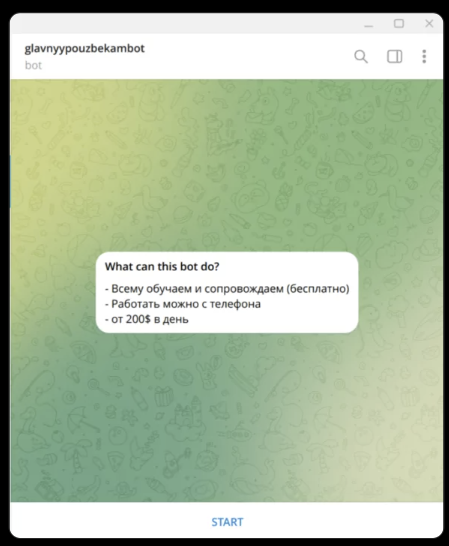 glavnyypouzbekambot
bot
What can this bot do?
- Всему обучаем и сопровождаем (бесплатно)
- Работать можно с телефона
- от 200$ в день
START